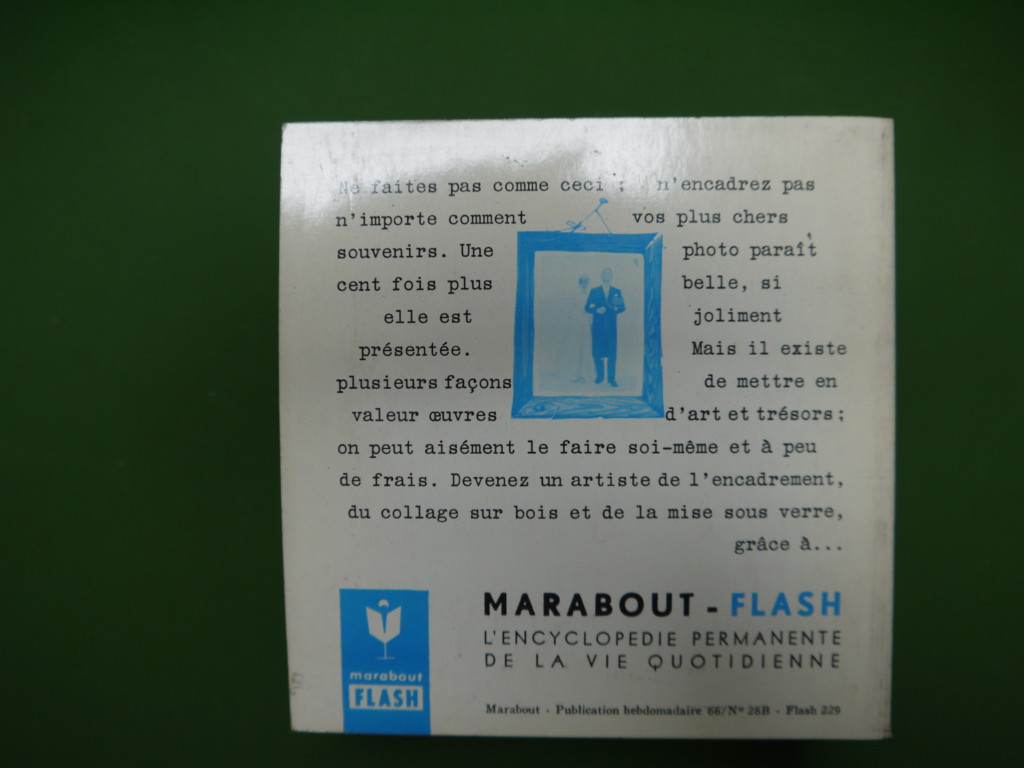 Ne faites pas comme ceci : n'encadrez pas
n'importe comment vos plus chers
souvenirs. Une photo paraît
cent fois plus belle, si
elle est joliment
présentée. Mais il existe
plusieurs façons de mettre en
valeur œuvres d'art et trésors ;
on peut aisément le faire soi-même et à peu
de frais. Devenez un artiste de l'encadrement,
du collage sur bois et de la mise sous verre,
grâce à...
MARABOUT - FLASH
L'ENCYCLOPEDIE PERMANENTE
DE LA VIE QUOTIDIENNE
marabout
FLASH
Marabout - Publication hebdomadaire 66/N° 28B - Flash 229